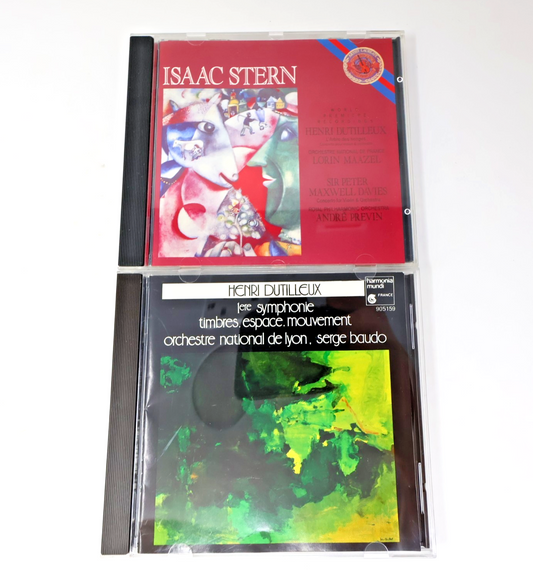 ISAAC STERN
HENRI DUTILLEUX
LORIN MAAZEL
SIR PETER
MAXWELL DAVIES
ANDRÉ PREVIN
HENRI DUTILLEUX
1ere symphonie
timbres, espace, mouvement
orchestre national de lyon, serge baudo
harmonia
mundi
FRANCE
905159